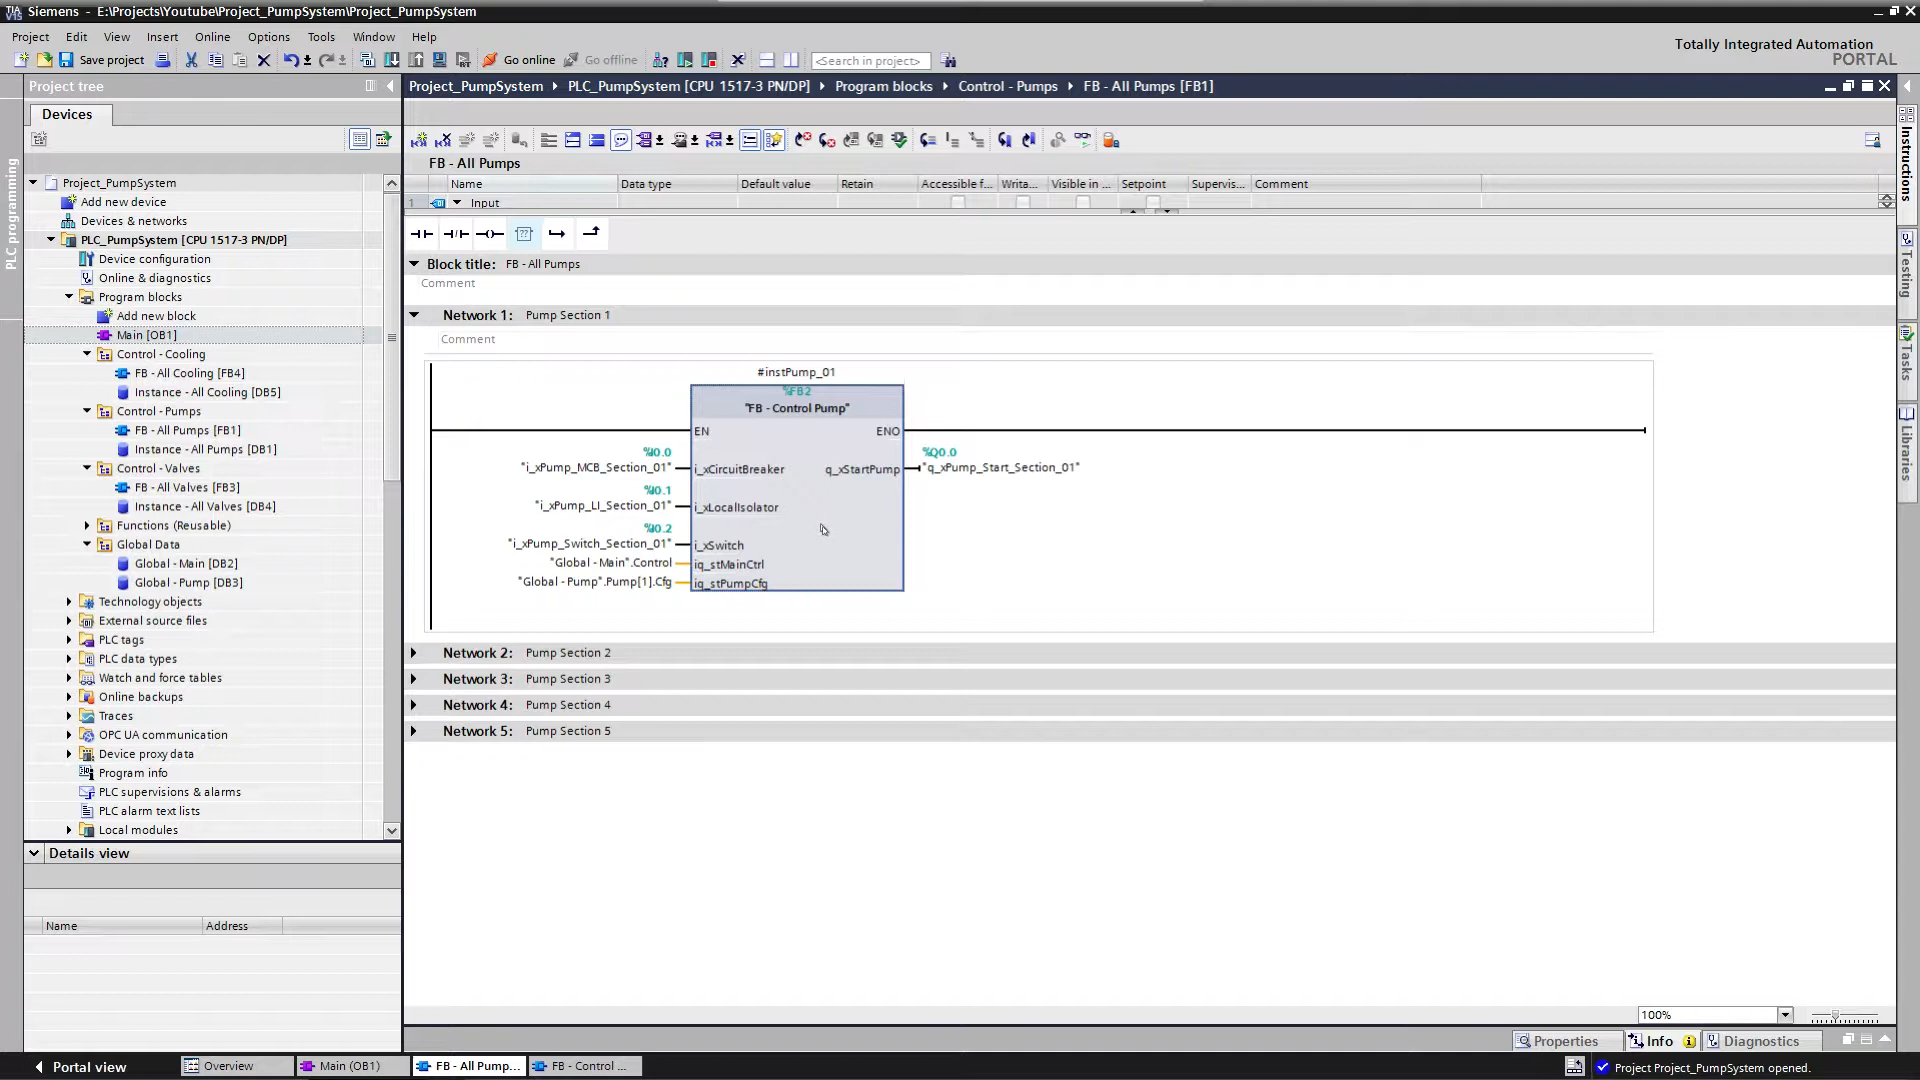 Siemens - E:\Projects\Youtube\Project_PumpSystem\Project_PumpSystem
Project Edit View Insert Online Options Tools Window Help
Totally Integrated Automation
PORTAL
Save project
Go online
Go offline
<Search in project>
Project tree
Devices
PLC programming
Project_PumpSystem
Add new device
Devices & networks
PLC_PumpSystem [CPU 1517-3 PN/DP]
Device configuration
Online & diagnostics
Program blocks
Add new block
Main [OB1]
Control - Cooling
FB - All Cooling [FB4]
Instance - All Cooling [DB5]
Control - Pumps
FB - All Pumps [FB1]
Instance - All Pumps [DB1]
Control - Valves
FB - All Valves [FB3]
Instance - All Valves [DB4]
Functions (Reusable)
Global Data
Global - Main [DB2]
Global - Pump [DB3]
Technology objects
External source files
PLC tags
PLC data types
Watch and force tables
Online backups
Traces
OPC UA communication
Device proxy data
Program info
PLC supervisions & alarms
PLC alarm text lists
Local modules
Details view
Name Address
Project_PumpSystem PLC_PumpSystem [CPU 1517-3 PN/DP] Program blocks Control - Pumps FB - All Pumps [FB1]
FB - All Pumps
Name Data type Default value Retain Accessible f... Writa... Visible in ... Setpoint Supervis... Comment
1 Input
Block title: FB - All Pumps
Comment
Network 1: Pump Section 1
Comment
#instPump_01
%FB2
"FB - Control Pump"
EN ENO
%I0.0
"i_xPump_MCB_Section_01" i_xCircuitBreaker
%I0.1
"i_xPump_LI_Section_01" i_xLocalIsolator
%I0.2
"i_xPump_Switch_Section_01" i_xSwitch
"Global - Main".Control iq_stMainCtrl
"Global - Pump".Pump[1].Cfg iq_stPumpCfg
%Q0.0
q_xStartPump "q_xPump_Start_Section_01"
Network 2: Pump Section 2
Network 3: Pump Section 3
Network 4: Pump Section 4
Network 5: Pump Section 5
100%
Properties Info Diagnostics
Instructions
Testing
Tasks
Libraries
Portal view
Overview
Main (OB1)
FB - All Pump...
FB - Control ...
Project Project_PumpSystem opened.